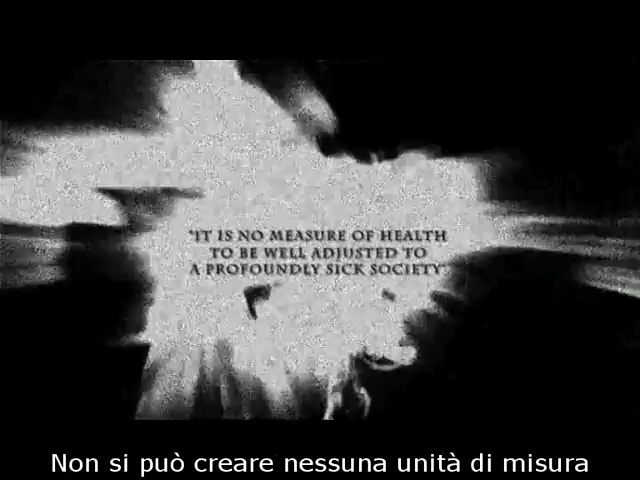 "IT IS NO MEASURE OF HEALTH
TO BE WELL ADJUSTED TO
A PROFOUNDLY SICK SOCIETY"
Non si può creare nessuna unità di misura